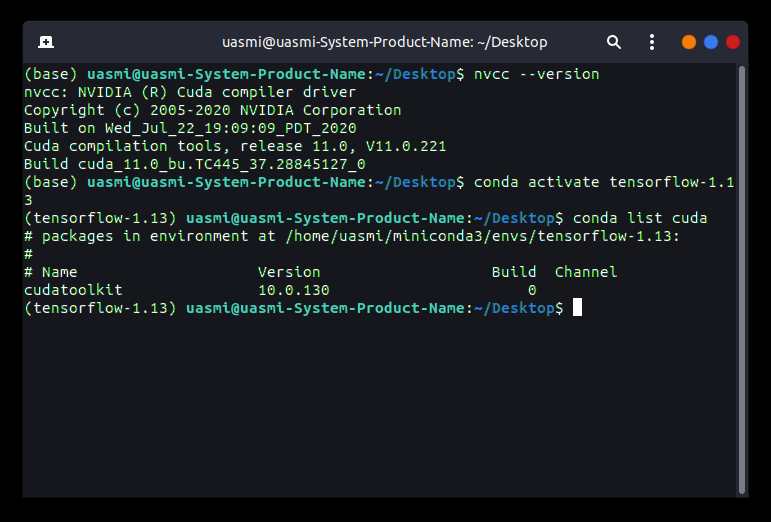 uasmi@uasmi-System-Product-Name: ~/Desktop
(base) uasmi@uasmi-System-Product-Name:~/Desktop$ nvcc --version
nvcc: NVIDIA (R) Cuda compiler driver
Copyright (c) 2005-2020 NVIDIA Corporation
Built on Wed_Jul_22_19:09:09_PDT_2020
Cuda compilation tools, release 11.0, V11.0.221
Build cuda_11.0_bu.TC445_37.28845127_0
(base) uasmi@uasmi-System-Product-Name:~/Desktop$ conda activate tensorflow-1.1
3
(tensorflow-1.13) uasmi@uasmi-System-Product-Name:~/Desktop$ conda list cuda
# packages in environment at /home/uasmi/miniconda3/envs/tensorflow-1.13:
#
# Name                    Version                   Build  Channel
cudatoolkit               10.0.130                      0
(tensorflow-1.13) uasmi@uasmi-System-Product-Name:~/Desktop$